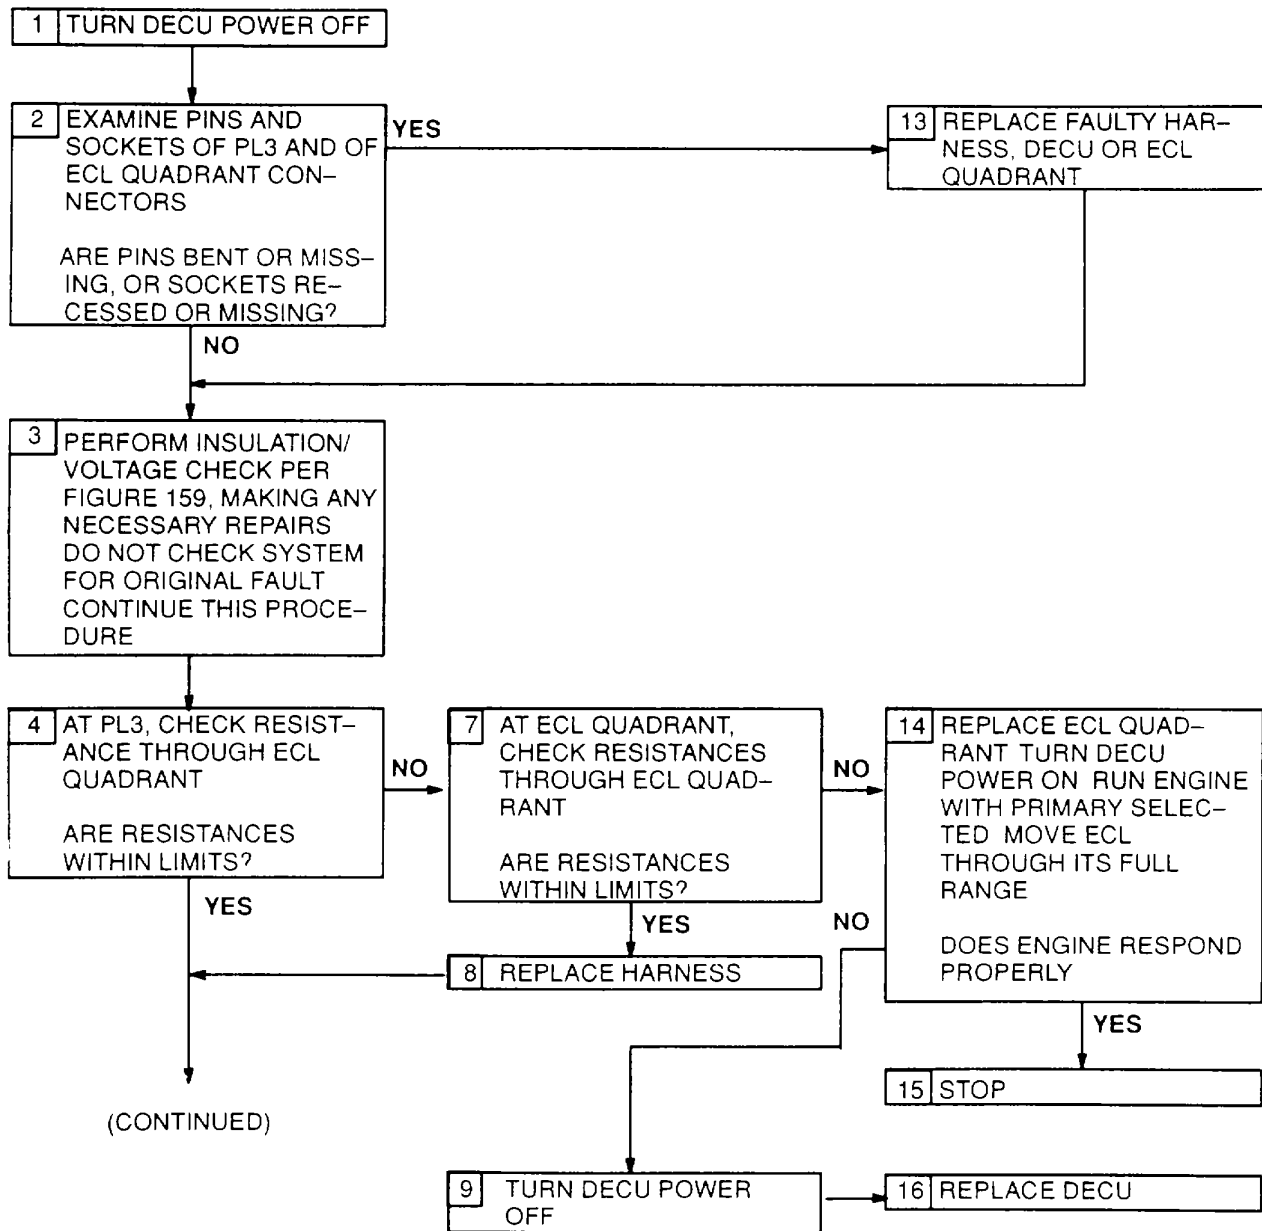 1 TURN DECU POWER OFF
2 EXAMINE PINS AND
SOCKETS OF PL3 AND OF
ECL QUADRANT CON–
NECTORS
ARE PINS BENT OR MISS–
ING, OR SOCKETS RE–
CESSED OR MISSING?
YES
13 REPLACE FAULTY HAR–
NESS, DECU OR ECL
QUADRANT
NO
3 PERFORM INSULATION/
VOLTAGE CHECK PER
FIGURE 159, MAKING ANY
NECESSARY REPAIRS
DO NOT CHECK SYSTEM
FOR ORIGINAL FAULT
CONTINUE THIS PROCE–
DURE
4 AT PL3, CHECK RESIST–
ANCE THROUGH ECL
QUADRANT
ARE RESISTANCES
WITHIN LIMITS?
NO
7 AT ECL QUADRANT,
CHECK RESISTANCES
THROUGH ECL QUAD–
RANT
ARE RESISTANCES
WITHIN LIMITS?
NO
14 REPLACE ECL QUAD–
RANT TURN DECU
POWER ON RUN ENGINE
WITH PRIMARY SELEC–
TED MOVE ECL
THROUGH ITS FULL
RANGE
DOES ENGINE RESPOND
PROPERLY
YES
YES
NO
8 REPLACE HARNESS
YES
15 STOP
(CONTINUED)
9 TURN DECU POWER
OFF
16 REPLACE DECU